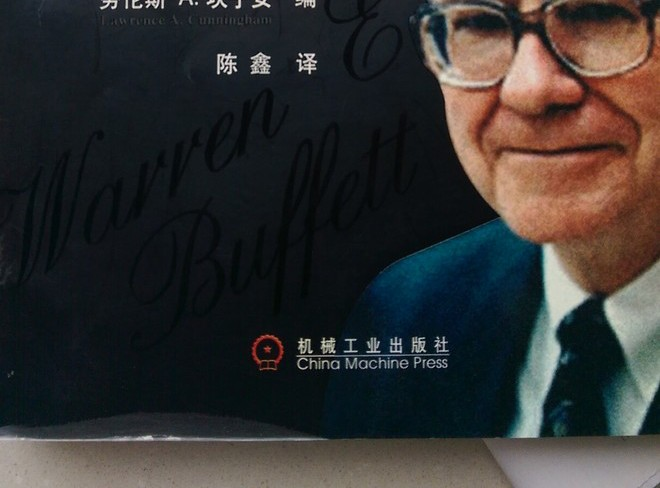 劳伦斯 A. 坎宁安 编
Lawrence A. Cunningham
陈鑫 译
E
Warren
Buffett
机械工业出版社
China Machine Press